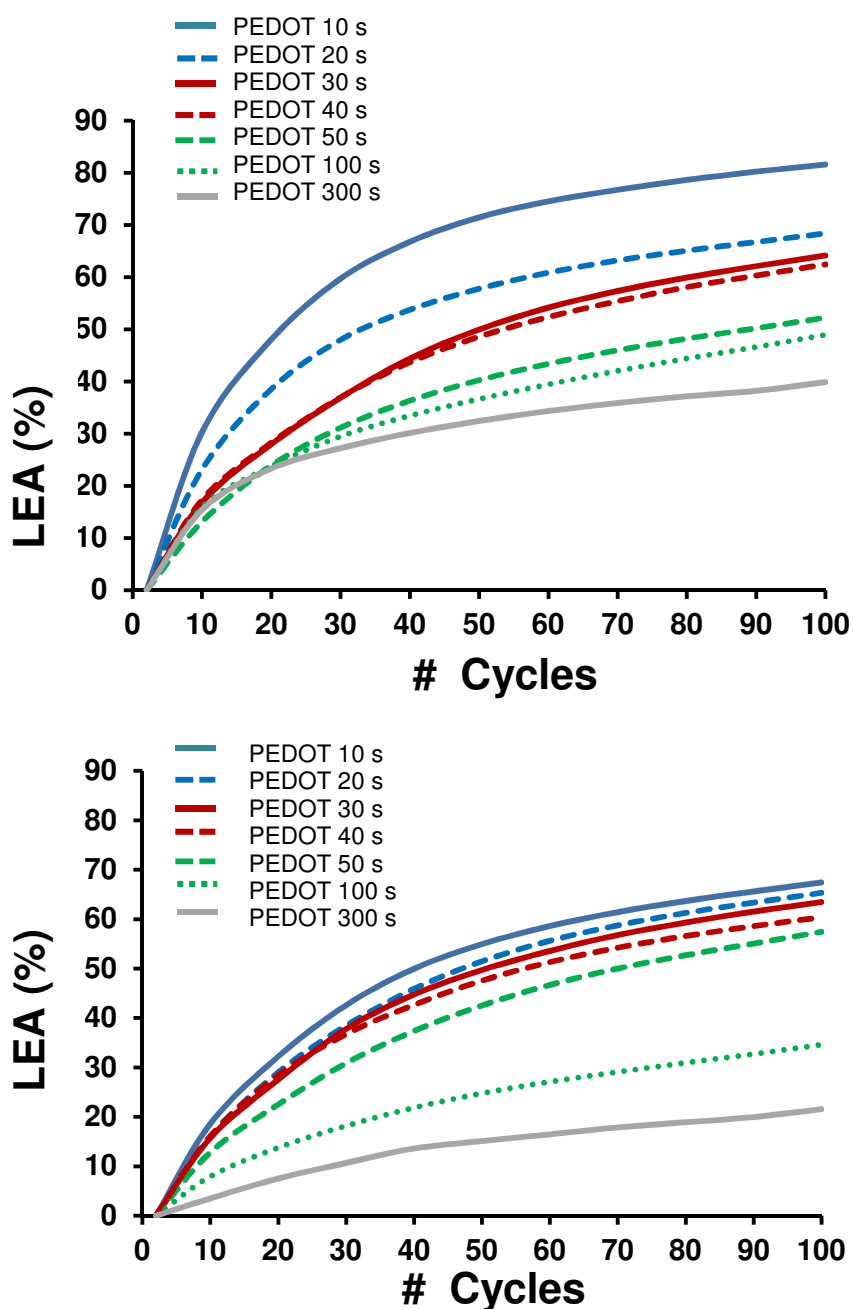 PEDOT 10 s
PEDOT 20 s
PEDOT 30 s
PEDOT 40 s
PEDOT 50 s
PEDOT 100 s
PEDOT 300 s
90
80
70
60
50
40
30
20
10
0
LEA (%)
0 10 20 30 40 50 60 70 80 90 100
# Cycles
PEDOT 10 s
PEDOT 20 s
PEDOT 30 s
PEDOT 40 s
PEDOT 50 s
PEDOT 100 s
PEDOT 300 s
90
80
70
60
50
40
30
20
10
0
LEA (%)
0 10 20 30 40 50 60 70 80 90 100
# Cycles